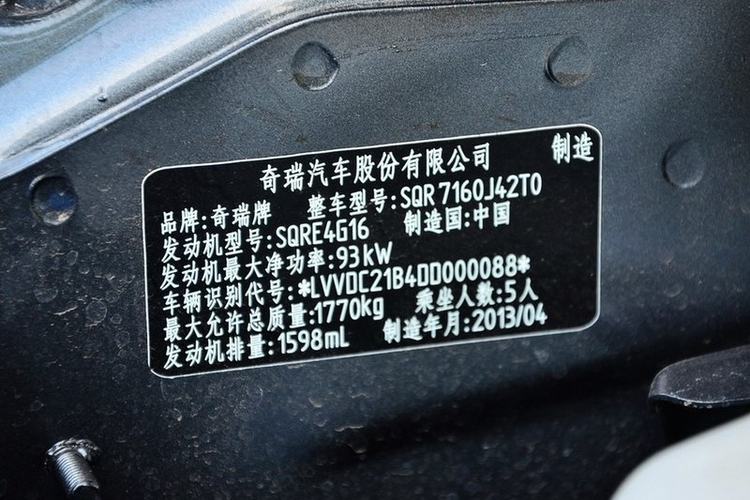 奇瑞汽车股份有限公司 制造
品牌:奇瑞牌 整车型号:SQR7160J42T0
发动机型号:SQRE4G16 制造国:中国
发动机最大净功率:93kW
车辆识别代号:*LVVDC21B4DD000088*
最大允许总质量:1770kg 乘坐人数:5人
发动机排量:1598mL 制造年月:2013/04